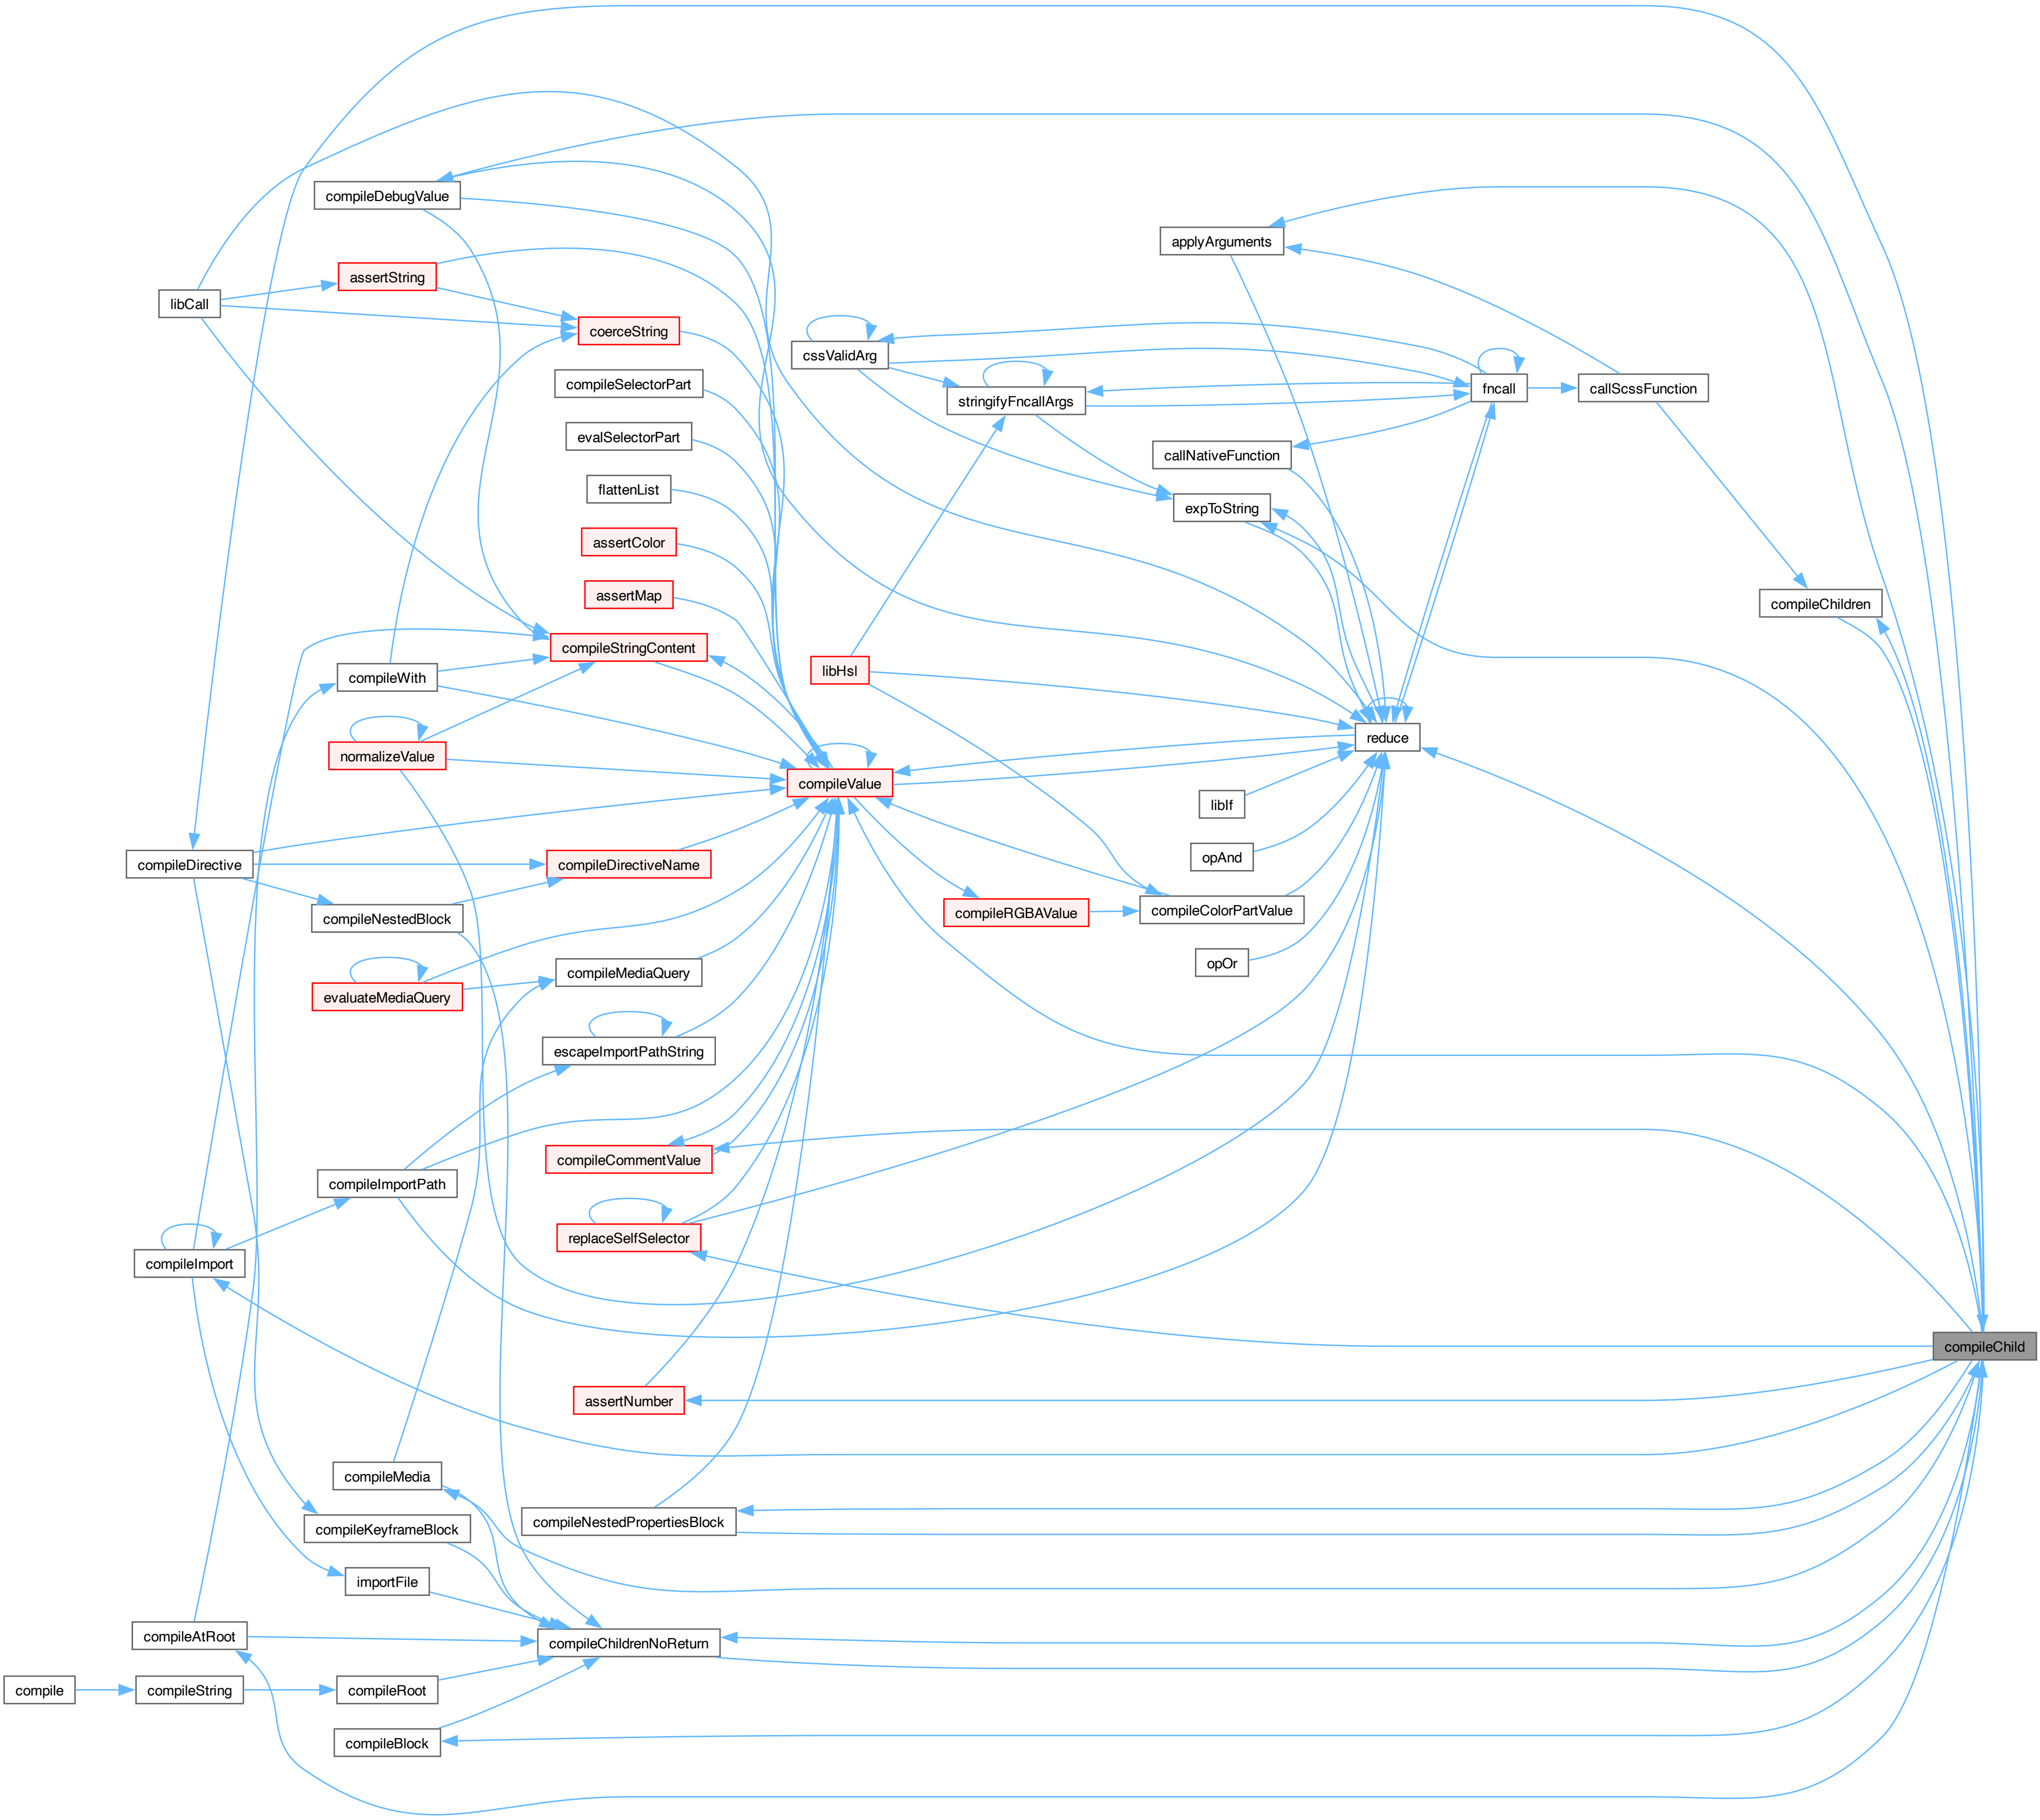 compileDebugValue
applyArguments
assertString
libCall
coerceString
cssValidArg
compileSelectorPart
fncall
callScssFunction
stringifyFncallArgs
evalSelectorPart
callNativeFunction
flattenList
expToString
assertColor
assertMap
compileChildren
compileStringContent
libHsl
compileWith
reduce
normalizeValue
compileValue
libIf
opAnd
compileDirective
compileDirectiveName
compileNestedBlock
compileRGBAValue
compileColorPartValue
opOr
compileMediaQuery
evaluateMediaQuery
escapeImportPathString
compileCommentValue
compileImportPath
replaceSelfSelector
compileImport
compileChild
assertNumber
compileMedia
compileNestedPropertiesBlock
compileKeyframeBlock
importFile
compileAtRoot
compileChildrenNoReturn
compile
compileString
compileRoot
compileBlock